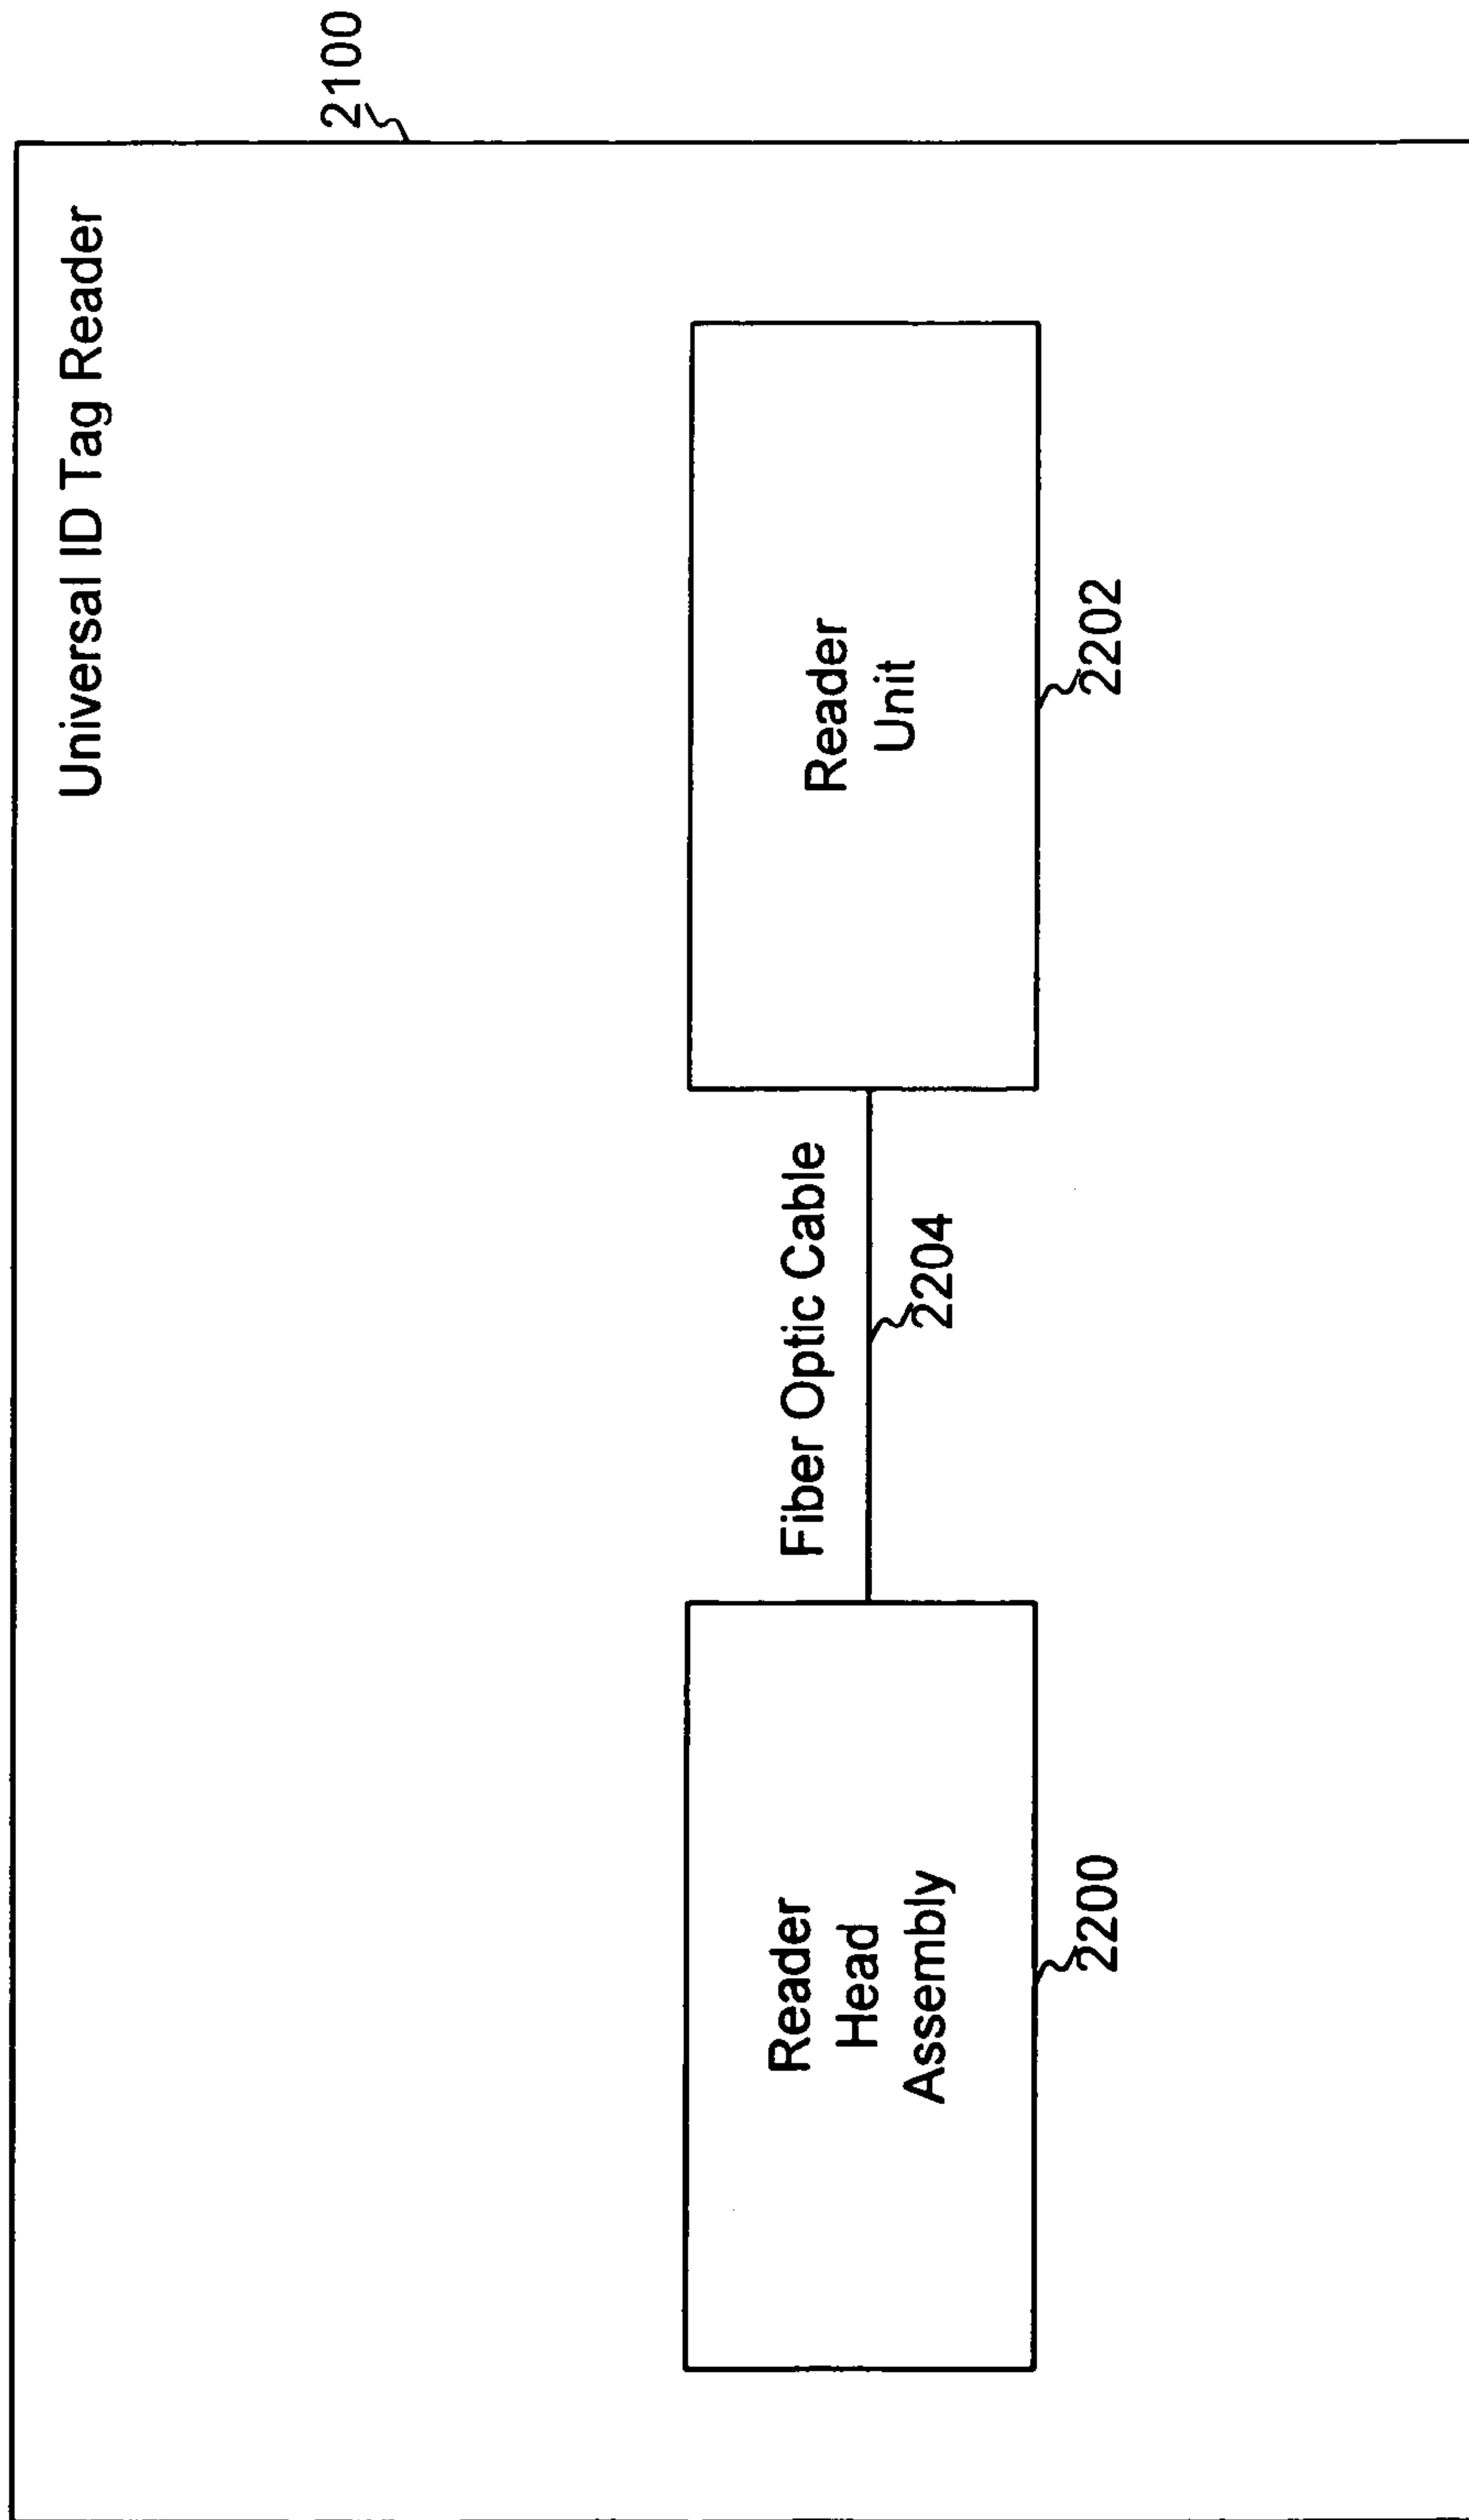 Universal ID Tag Reader
2100
Reader
Head
Assembly
2200
Fiber Optic Cable
2204
Reader
Unit
2202